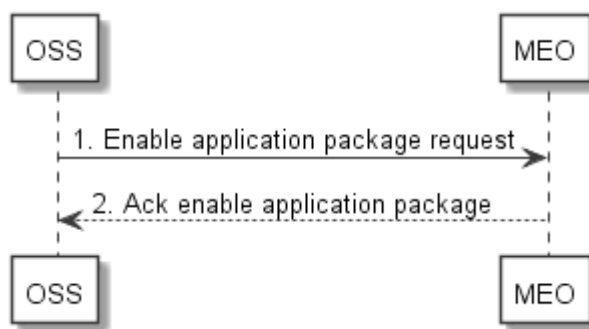 OSS
MEO
1. Enable application package request
2. Ack enable application package
OSS
MEO